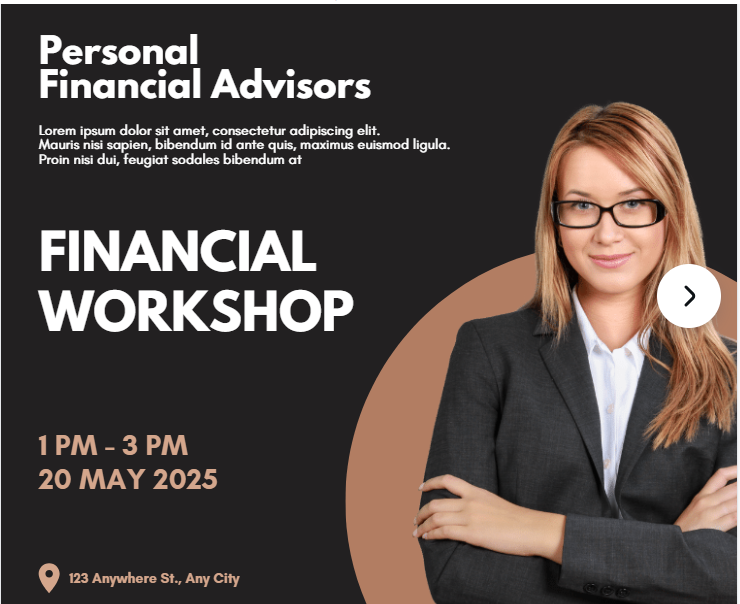 Personal
Financial Advisors
Lorem ipsum dolor sit amet, consectetur adipiscing elit.
Mauris nisi sapien, bibendum id ante quis, maximus euismod ligula.
Proin nisi dui, feugiat sodales bibendum at
FINANCIAL
WORKSHOP
1 PM - 3 PM
20 MAY 2025
123 Anywhere St., Any City